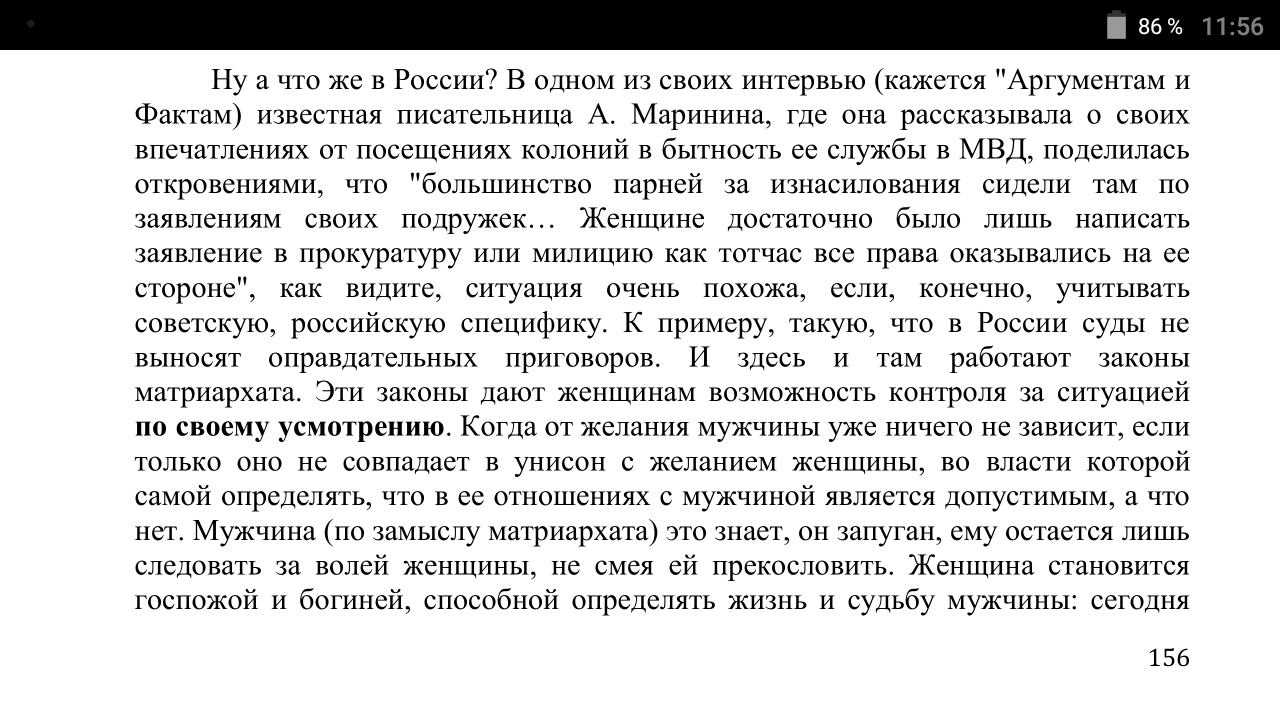 86 % 11:56
Ну а что же в России? В одном из своих интервью (кажется "Аргументам и
Фактам) известная писательница А. Маринина, где она рассказывала о своих
впечатлениях от посещениях колоний в бытность ее службы в МВД, поделилась
откровениями, что "большинство парней за изнасилования сидели там по
заявлениям своих подружек… Женщине достаточно было лишь написать
заявление в прокуратуру или милицию как тотчас все права оказывались на ее
стороне", как видите, ситуация очень похожа, если, конечно, учитывать
советскую, российскую специфику. К примеру, такую, что в России суды не
выносят оправдательных приговоров. И здесь и там работают законы
матриархата. Эти законы дают женщинам возможность контроля за ситуацией
по своему усмотрению. Когда от желания мужчины уже ничего не зависит, если
только оно не совпадает в унисон с желанием женщины, во власти которой
самой определять, что в ее отношениях с мужчиной является допустимым, а что
нет. Мужчина (по замыслу матриархата) это знает, он запуган, ему остается лишь
следовать за волей женщины, не смея ей прекословить. Женщина становится
госпожой и богиней, способной определять жизнь и судьбу мужчины: сегодня
156